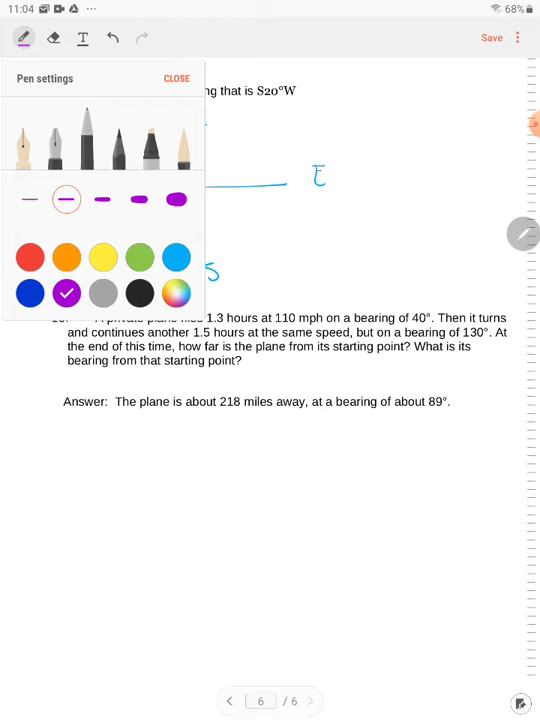 11:04
68%
Save
Pen settings
CLOSE
ng that is S20°W
E
S
1.3 hours at 110 mph on a bearing of 40°. Then it turns
and continues another 1.5 hours at the same speed, but on a bearing of 130°. At
the end of this time, how far is the plane from its starting point? What is its
bearing from that starting point?
Answer: The plane is about 218 miles away, at a bearing of about 89°.
6 / 6